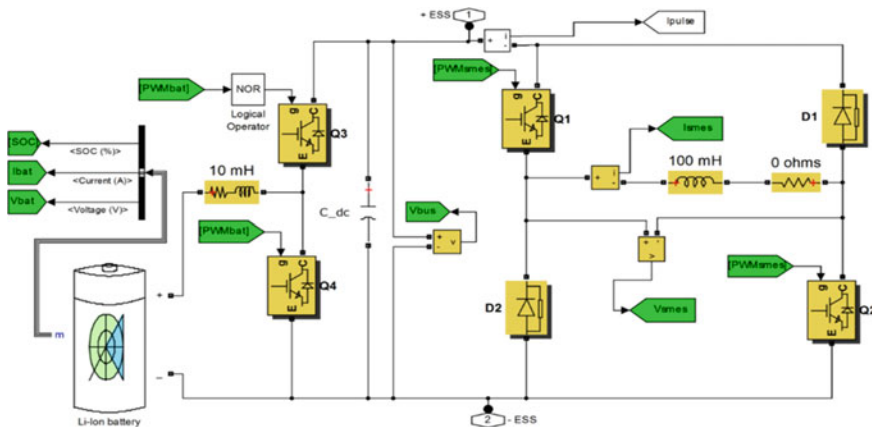 + ESS
1
Ipulse
[PWMbat]
NOR
Logical
Operator
g
C
E
Q3
[PWMsmes]
g
C
E
Q1
D1
[SOC]
<SOC (%)>
Ibat
<Current (A)>
Vbat
<Voltage (V)>
10 mH
+
-
i
Ismes
100 mH
0 ohms
C_dc
Vbus
+
-
v
[PWMbat]
g
C
E
Q4
+
-
i
+
-
v
[PWMsmes]
g
C
E
Q2
D2
Vsmes
m
+
_
Li-Ion battery
2
- ESS